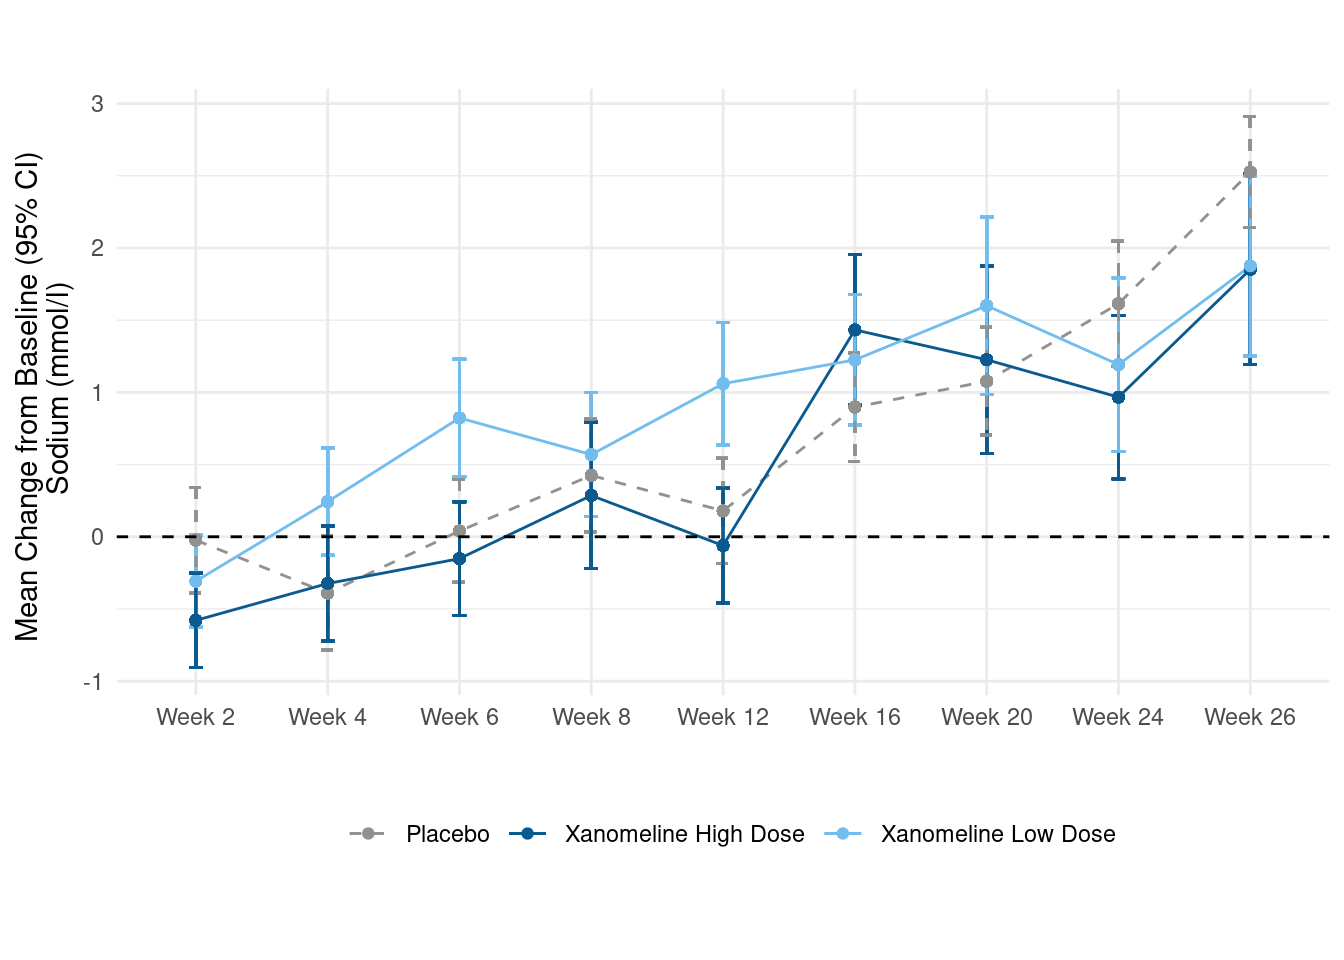 Mean Change from Baseline (95% CI)
Sodium (mmol/l)
3
2
1
0
-1
Week 2 Week 4 Week 6 Week 8 Week 12 Week 16 Week 20 Week 24 Week 26
Placebo Xanomeline High Dose Xanomeline Low Dose